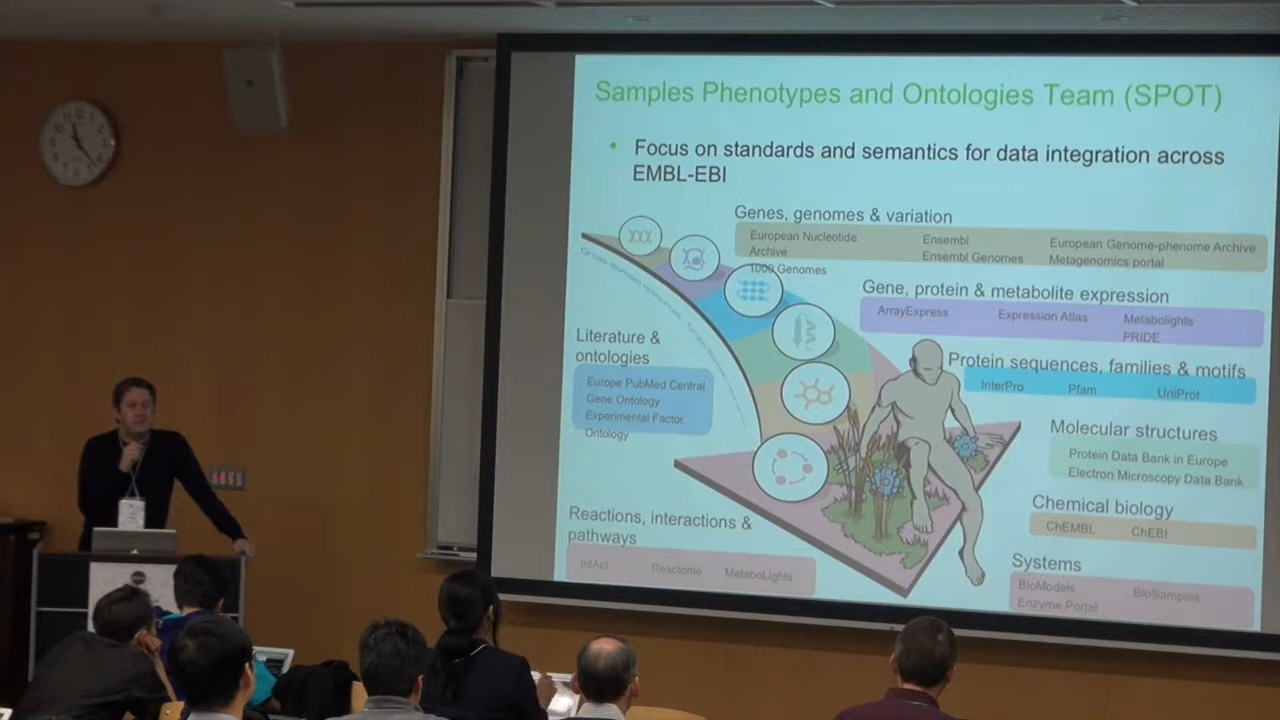 Samples Phenotypes and Ontologies Team (SPOT)
• Focus on standards and semantics for data integration across
EMBL-EBI
Genes, genomes & variation
European Nucleotide
Archive
1000 Genomes
Ensembl
Ensembl Genomes
European Genome-phenome Archive
Metagenomics portal
Gene, protein & metabolite expression
ArrayExpress
Expression Atlas
Metabolights
PRIDE
Protein sequences, families & motifs
InterPro
Pfam
UniProt
Literature &
ontologies
Europe PubMed Central
Gene Ontology
Experimental Factor
Ontology
Molecular structures
Protein Data Bank in Europe
Electron Microscopy Data Bank
Chemical biology
ChEMBL
ChEBI
Reactions, interactions &
pathways
IntAct
Reactome
MetaboLights
Systems
BioModels
Enzyme Portal
BioSamples